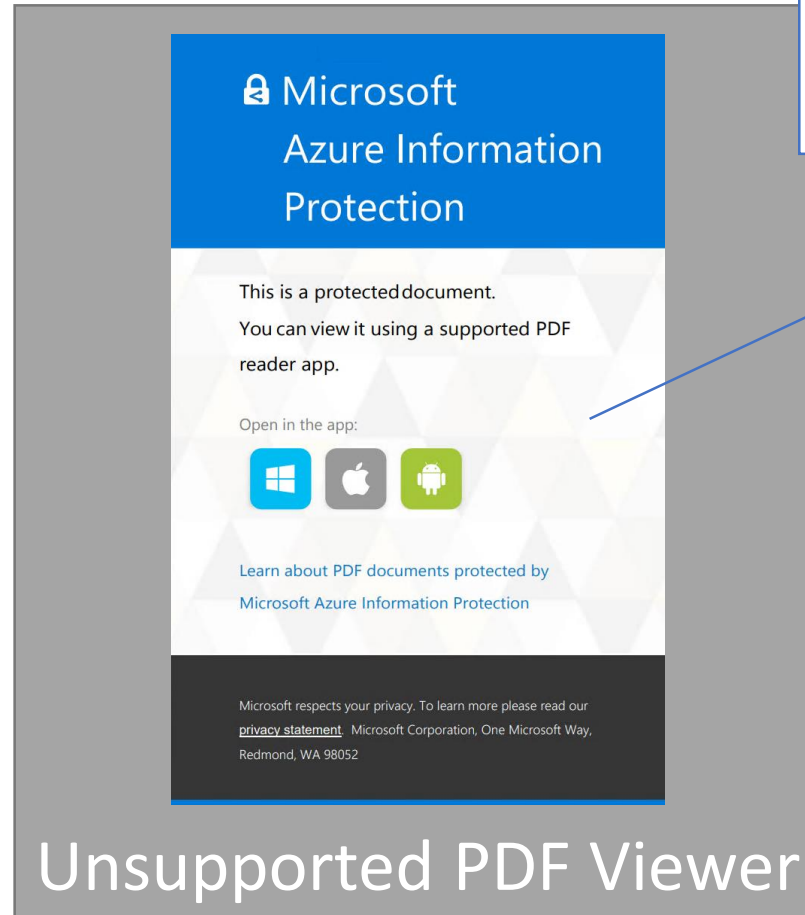 Microsoft
Azure Information
Protection
This is a protected document.
You can view it using a supported PDF
reader app.
Open in the app:
Learn about PDF documents protected by
Microsoft Azure Information Protection
Microsoft respects your privacy. To learn more please read our
privacy statement. Microsoft Corporation, One Microsoft Way,
Redmond, WA 98052
Unsupported PDF Viewer